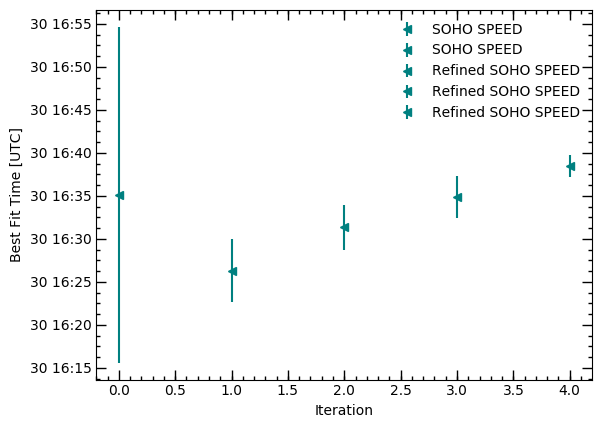 SOHO SPEED
SOHO SPEED
Refined SOHO SPEED
Refined SOHO SPEED
Refined SOHO SPEED
30 16:55
30 16:50
30 16:45
30 16:40
30 16:35
30 16:30
30 16:25
30 16:20
30 16:15
Best Fit Time [UTC]
0.0 0.5 1.0 1.5 2.0 2.5 3.0 3.5 4.0
Iteration